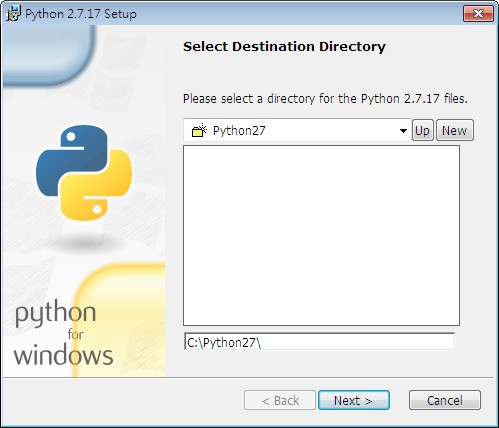 Python 2.7.17 Setup
Select Destination Directory
Please select a directory for the Python 2.7.17 files.
Python27
Up
New
C:\Python27\
python
for
windows
< Back
Next >
Cancel